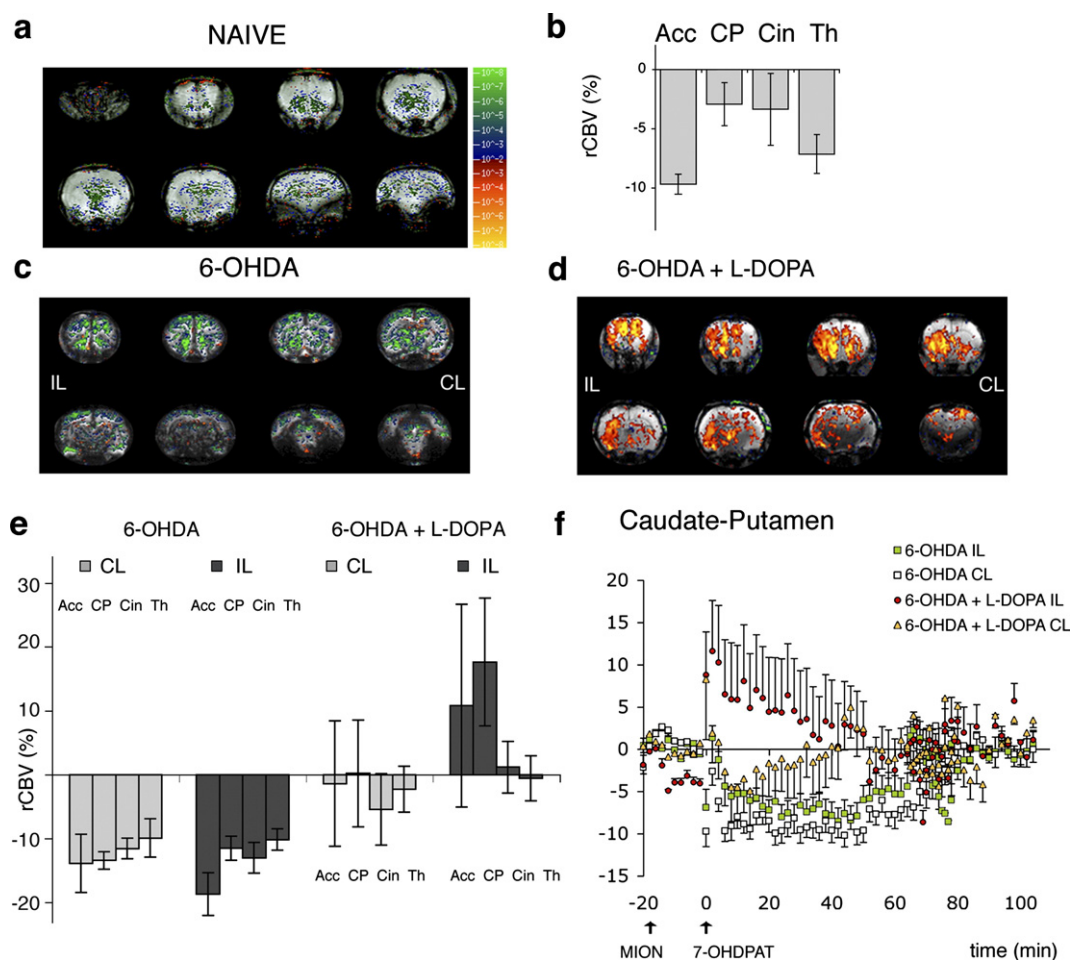 a
NAIVE
10^-8
10^-7
10^-6
10^-5
10^-4
10^-3
10^-2
10^-2
10^-3
10^-4
10^-5
10^-6
10^-7
10^-8
b
Acc CP Cin Th
rCBV (%)
0
-5
-10
c
6-OHDA
IL
CL
d
6-OHDA + L-DOPA
IL
CL
e
6-OHDA
6-OHDA + L-DOPA
CL
IL
CL
IL
Acc CP Cin Th
Acc CP Cin Th
rCBV (%)
30
20
10
0
-10
-20
Acc CP Cin Th
Acc CP Cin Th
f
Caudate-Putamen
6-OHDA IL
6-OHDA CL
6-OHDA + L-DOPA IL
6-OHDA + L-DOPA CL
20
15
10
5
0
-5
-10
-15
-20 0 20 40 60 80 100
MION
7-OHDPAT
time (min)